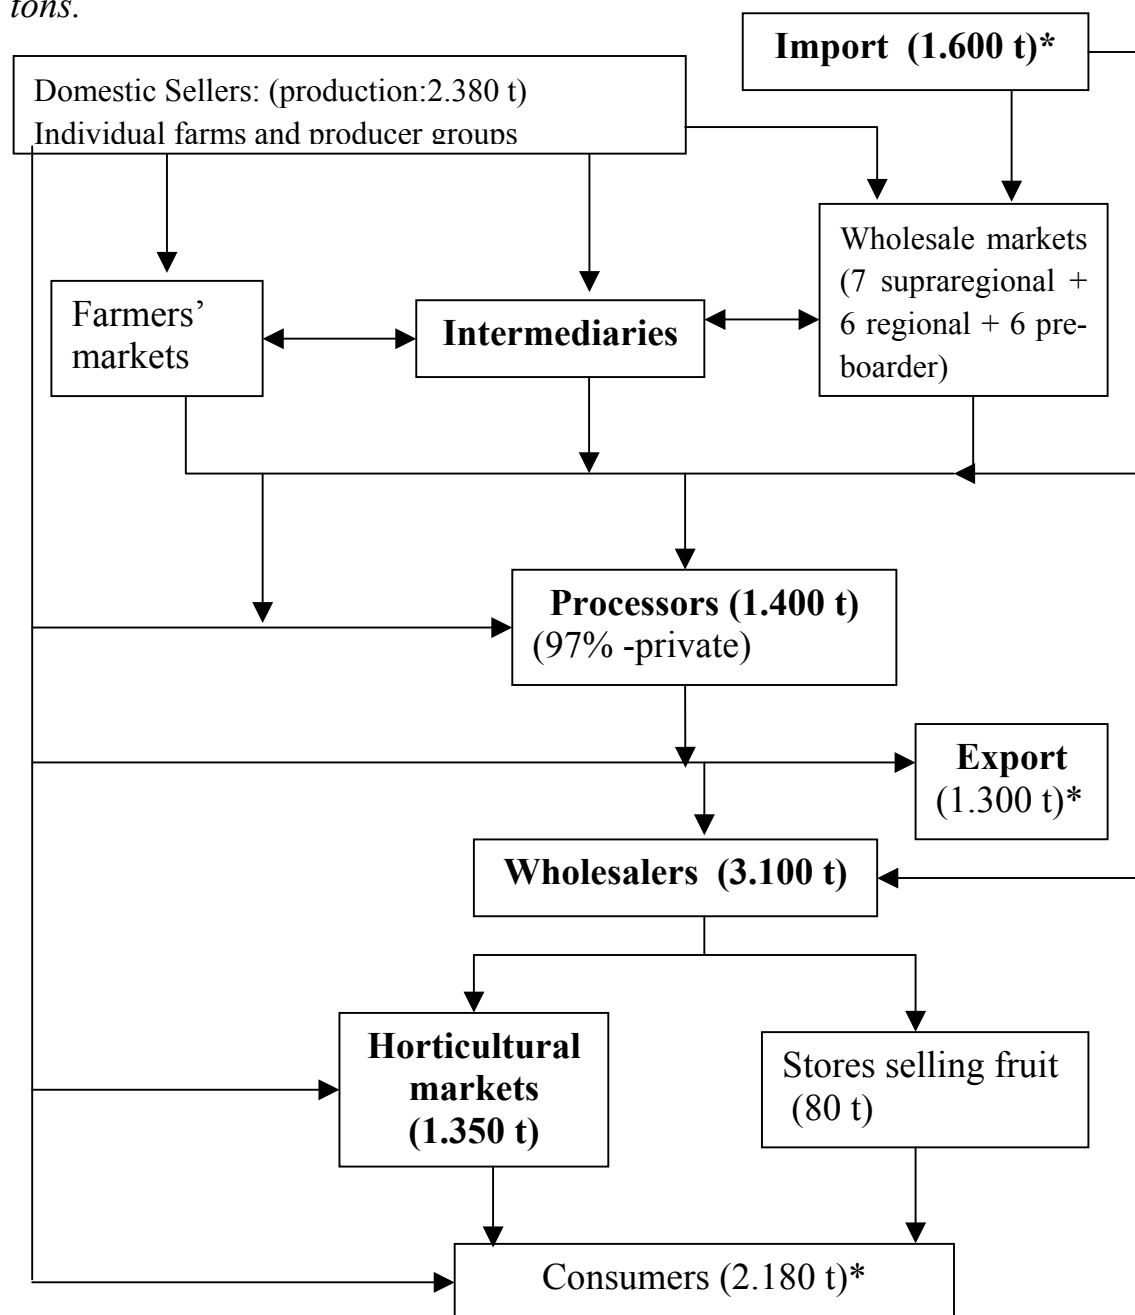 tons.
Import (1.600 t)*
Domestic Sellers: (production:2.380 t)
Individual farms and producer groups
Wholesale markets
(7 supraregional +
6 regional + 6 pre-
boarder)
Farmers’
markets
Intermediaries
Processors (1.400 t)
(97% -private)
Export
(1.300 t)*
Wholesalers (3.100 t)
Horticultural
markets
(1.350 t)
Stores selling fruit
(80 t)
Consumers (2.180 t)*